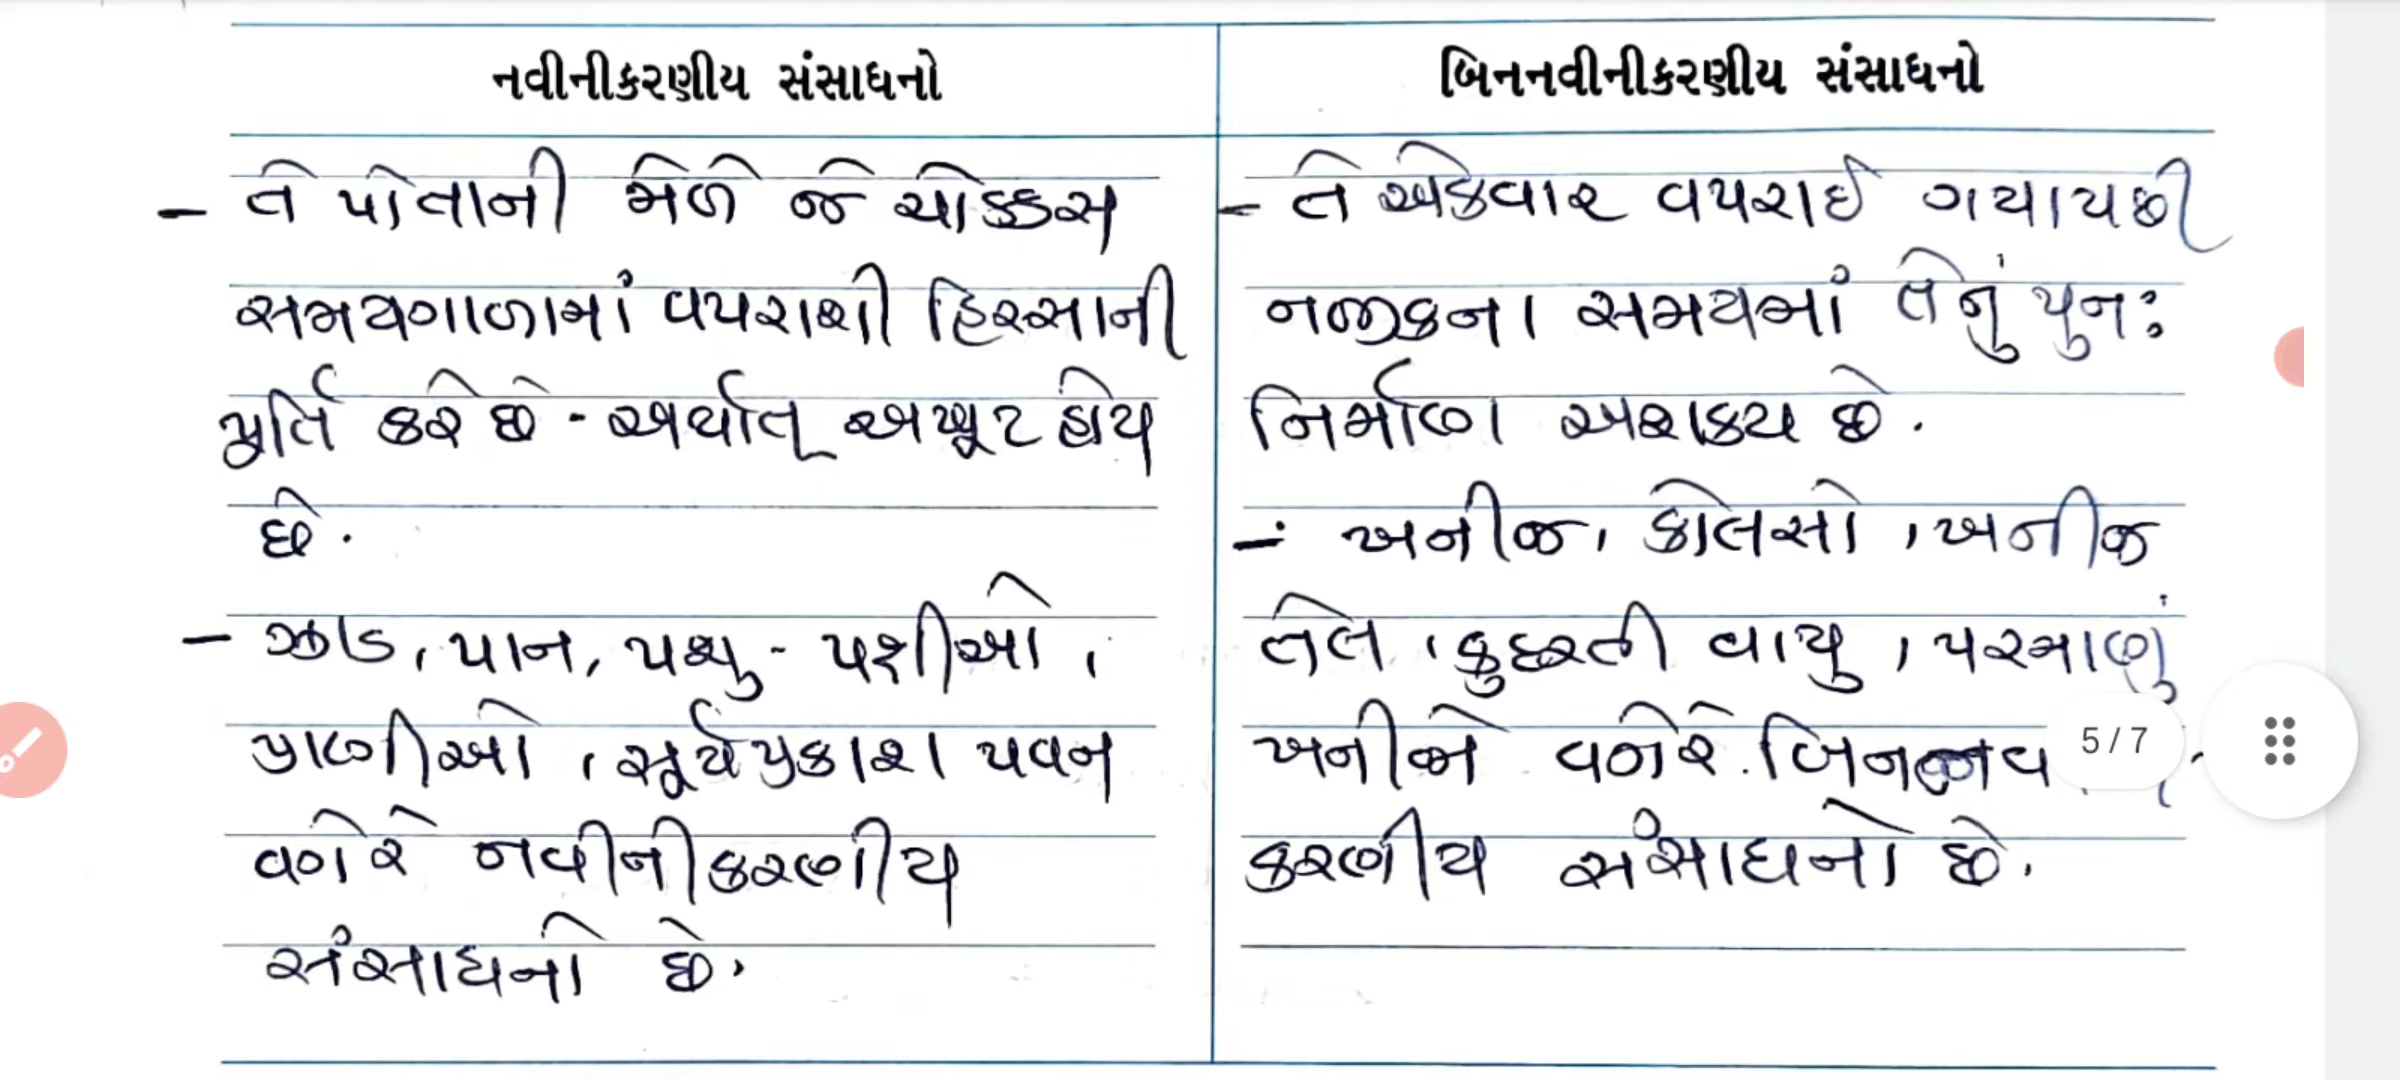 નવીનીકરણીય સંસાધનો
- તે પોતાની મેળે જ ચોક્કસ
સમયગાળામાં વપરાશી હિસ્સાની
પૂર્તિ કરે છે - અર્થાત્ અખૂટ હોય
છે.
- ઝાડ, પાન, પશુ - પક્ષીઓ,
પ્રાણીઓ, સૂર્યપ્રકાશ પવન
વગેરે નવીનીકરણીય
સંસાધનો છે.
બિનનવીનીકરણીય સંસાધનો
- તે એકવાર વપરાઈ ગયા પછી
નજીકના સમયમાં તેનું પુનઃ
નિર્માણ અશક્ય છે.
- ખનીજ, કોલસો, ખનીજ
તેલ, કુદરતી વાયુ, પરમાણું
ખનીજો વગેરે. 
કરણીય સંસાધનો છે.
5/7